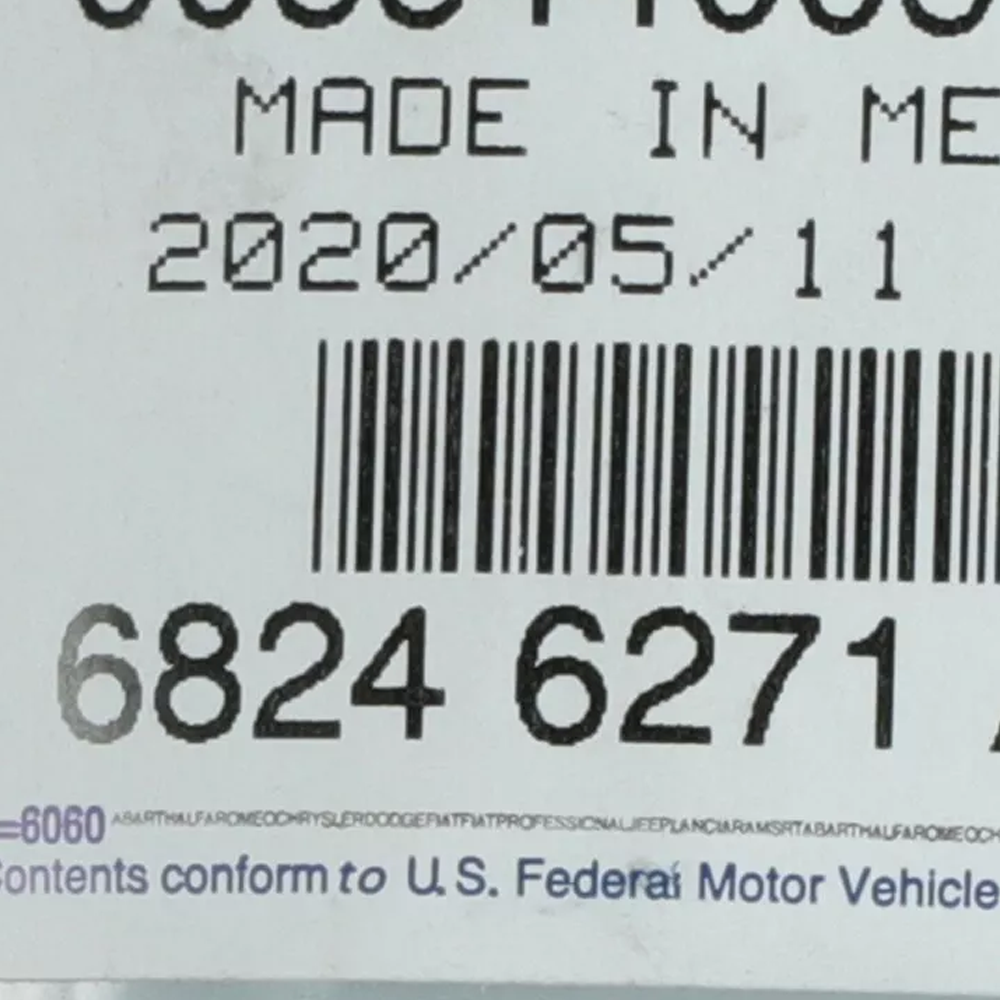 MADE IN ME
2020/05/11
6824 6271
=6060 ABARTHALFAROMEOCHRYSLERDODGEFIATFIATPROFESSIONALJEEPLANCIARAMSRTABARTHALFAROMEOCH
Contents conform to U.S. Federal Motor Vehicle